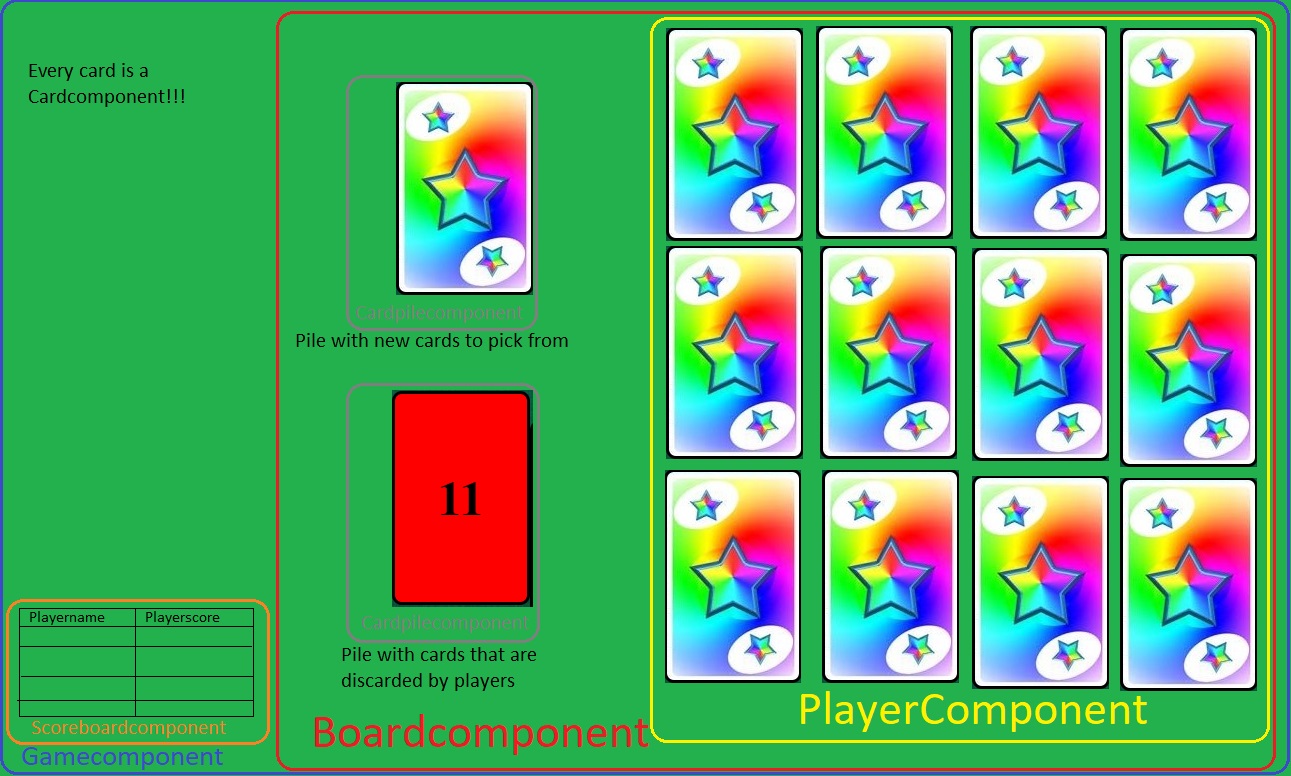 Every card is a
Cardcomponent!!!
Cardpilecomponent
Pile with new cards to pick from
11
Cardpilecomponent
Pile with cards that are
discarded by players
Playername Playerscore
Scoreboardcomponent
Gamecomponent
Boardcomponent
PlayerComponent